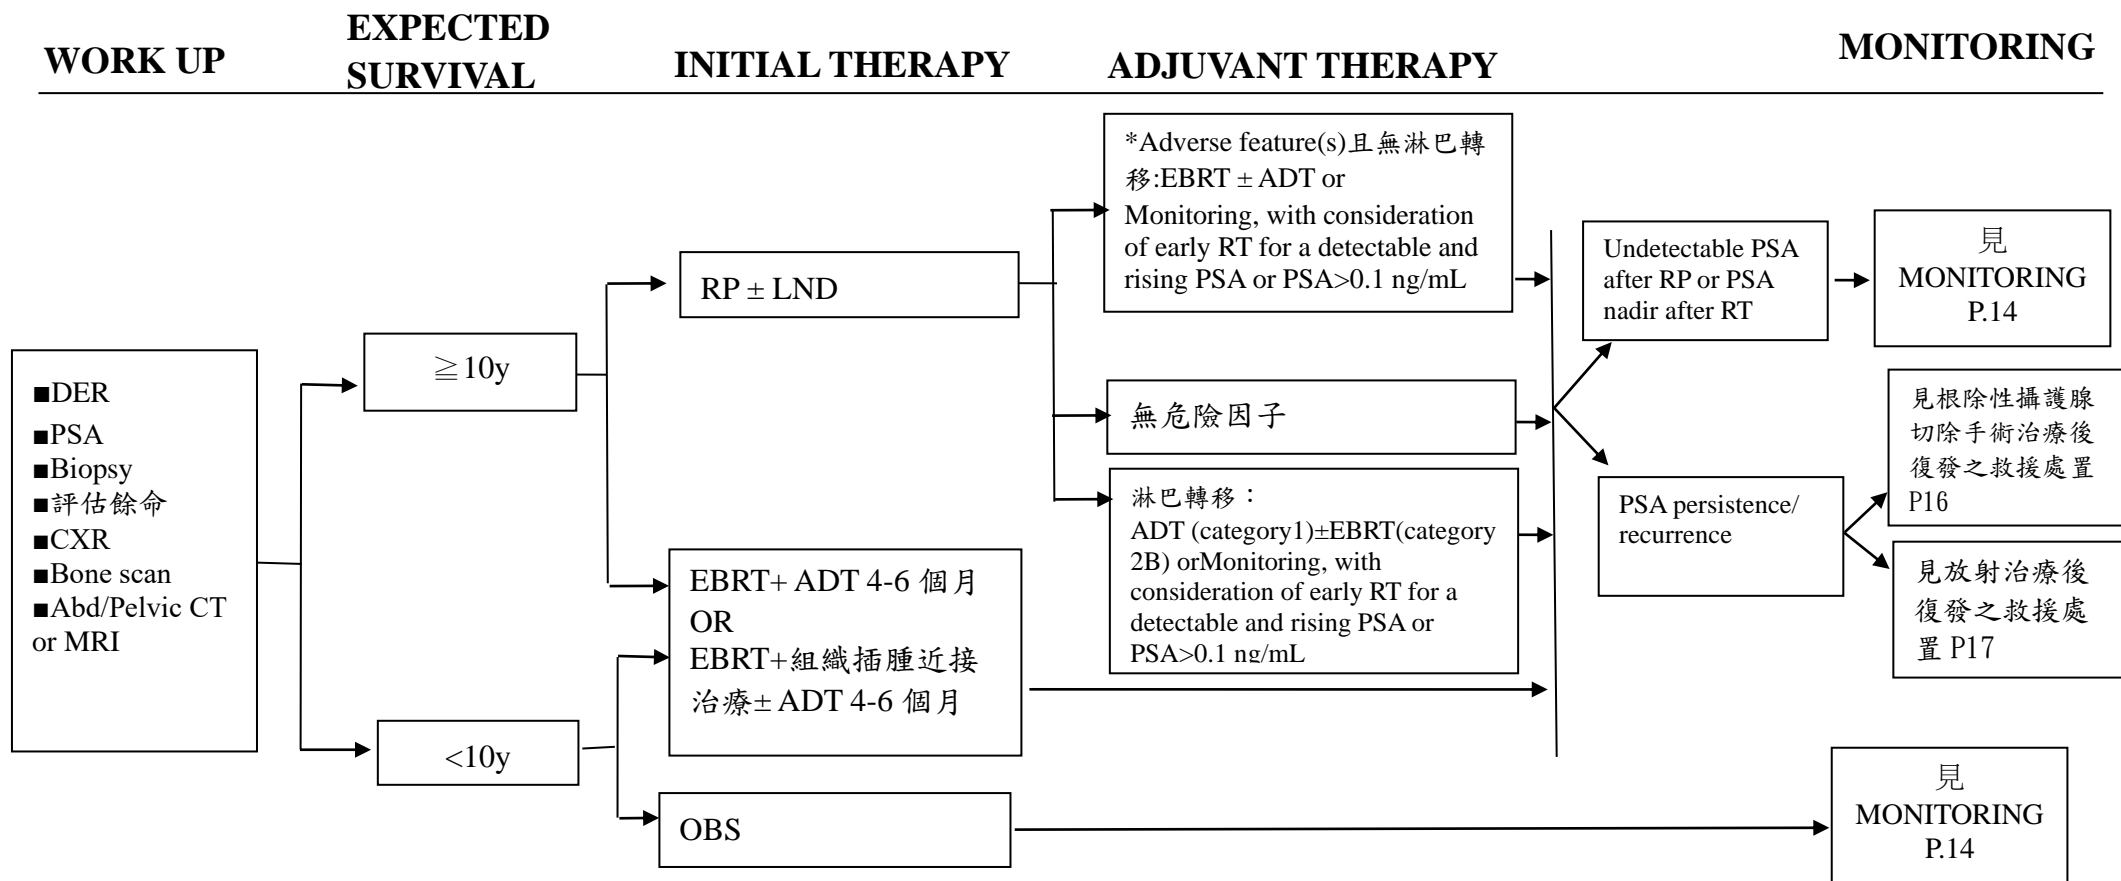 WORK UP
EXPECTED
SURVIVAL
INITIAL THERAPY
ADJUVANT THERAPY
MONITORING
■DER
■PSA
■Biopsy
■評估餘命
■CXR
■Bone scan
■Abd/Pelvic CT
or MRI
≧10y
<10y
RP ± LND
EBRT+ ADT 4-6 個月
OR
EBRT+組織插腫近接
治療± ADT 4-6 個月
OBS
*Adverse feature(s)且無淋巴轉
移:EBRT ± ADT or
Monitoring, with consideration
of early RT for a detectable and
rising PSA or PSA>0.1 ng/mL
無危險因子
淋巴轉移：
ADT (category1)±EBRT(category
2B) orMonitoring, with
consideration of early RT for a
detectable and rising PSA or
PSA>0.1 ng/mL
Undetectable PSA
after RP or PSA
nadir after RT
PSA persistence/
recurrence
見
MONITORING
P.14
見根除性攝護腺
切除手術治療後
復發之救援處置
P16
見放射治療後
復發之救援處
置 P17
見
MONITORING
P.14